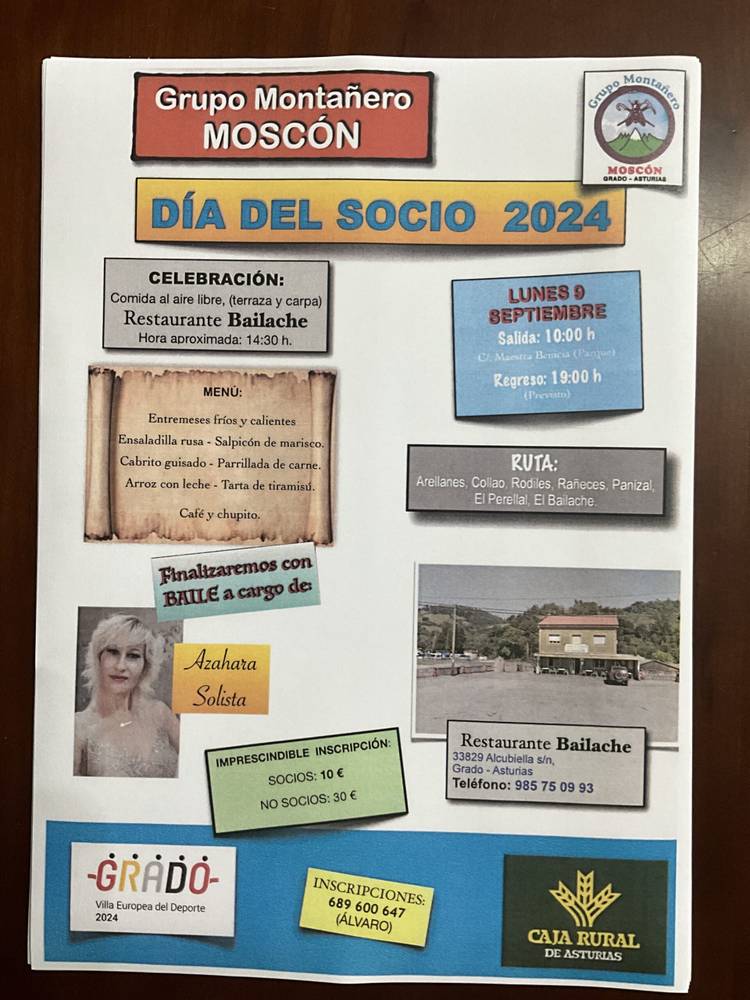 Grupo Montañero
MOSCÓN
Grupo Montañero
MOSCÓN
GRADO - ASTURIAS
DÍA DEL SOCIO 2024
CELEBRACIÓN:
Comida al aire libre, (terraza y carpa)
Restaurante Bailache
Hora aproximada: 14:30 h.
LUNES 9
SEPTIEMBRE
Salida: 10:00 h
C/. Maestra Benicia (Parque)
Regreso: 19:00 h
(Previsto)
MENÚ:
Entremeses fríos y calientes
Ensaladilla rusa - Salpicón de marisco.
Cabrito guisado - Parrillada de carne.
Arroz con leche - Tarta de tiramisú.
Café y chupito.
RUTA:
Arellanes, Collao, Rodiles, Rañeces, Panizal,
El Perellal, El Bailache.
Finalizaremos con
BAILE a cargo de:
Azahara
Solista
Restaurante Bailache
33829 Alcubiella s/n,
Grado - Asturias
Teléfono: 985 75 09 93
IMPRESCINDIBLE INSCRIPCIÓN:
SOCIOS: 10 €
NO SOCIOS: 30 €
-GRADO-
Villa Europea del Deporte
2024
INSCRIPCIONES:
689 600 647
(ÁLVARO)
CAJA RURAL
DE ASTURIAS